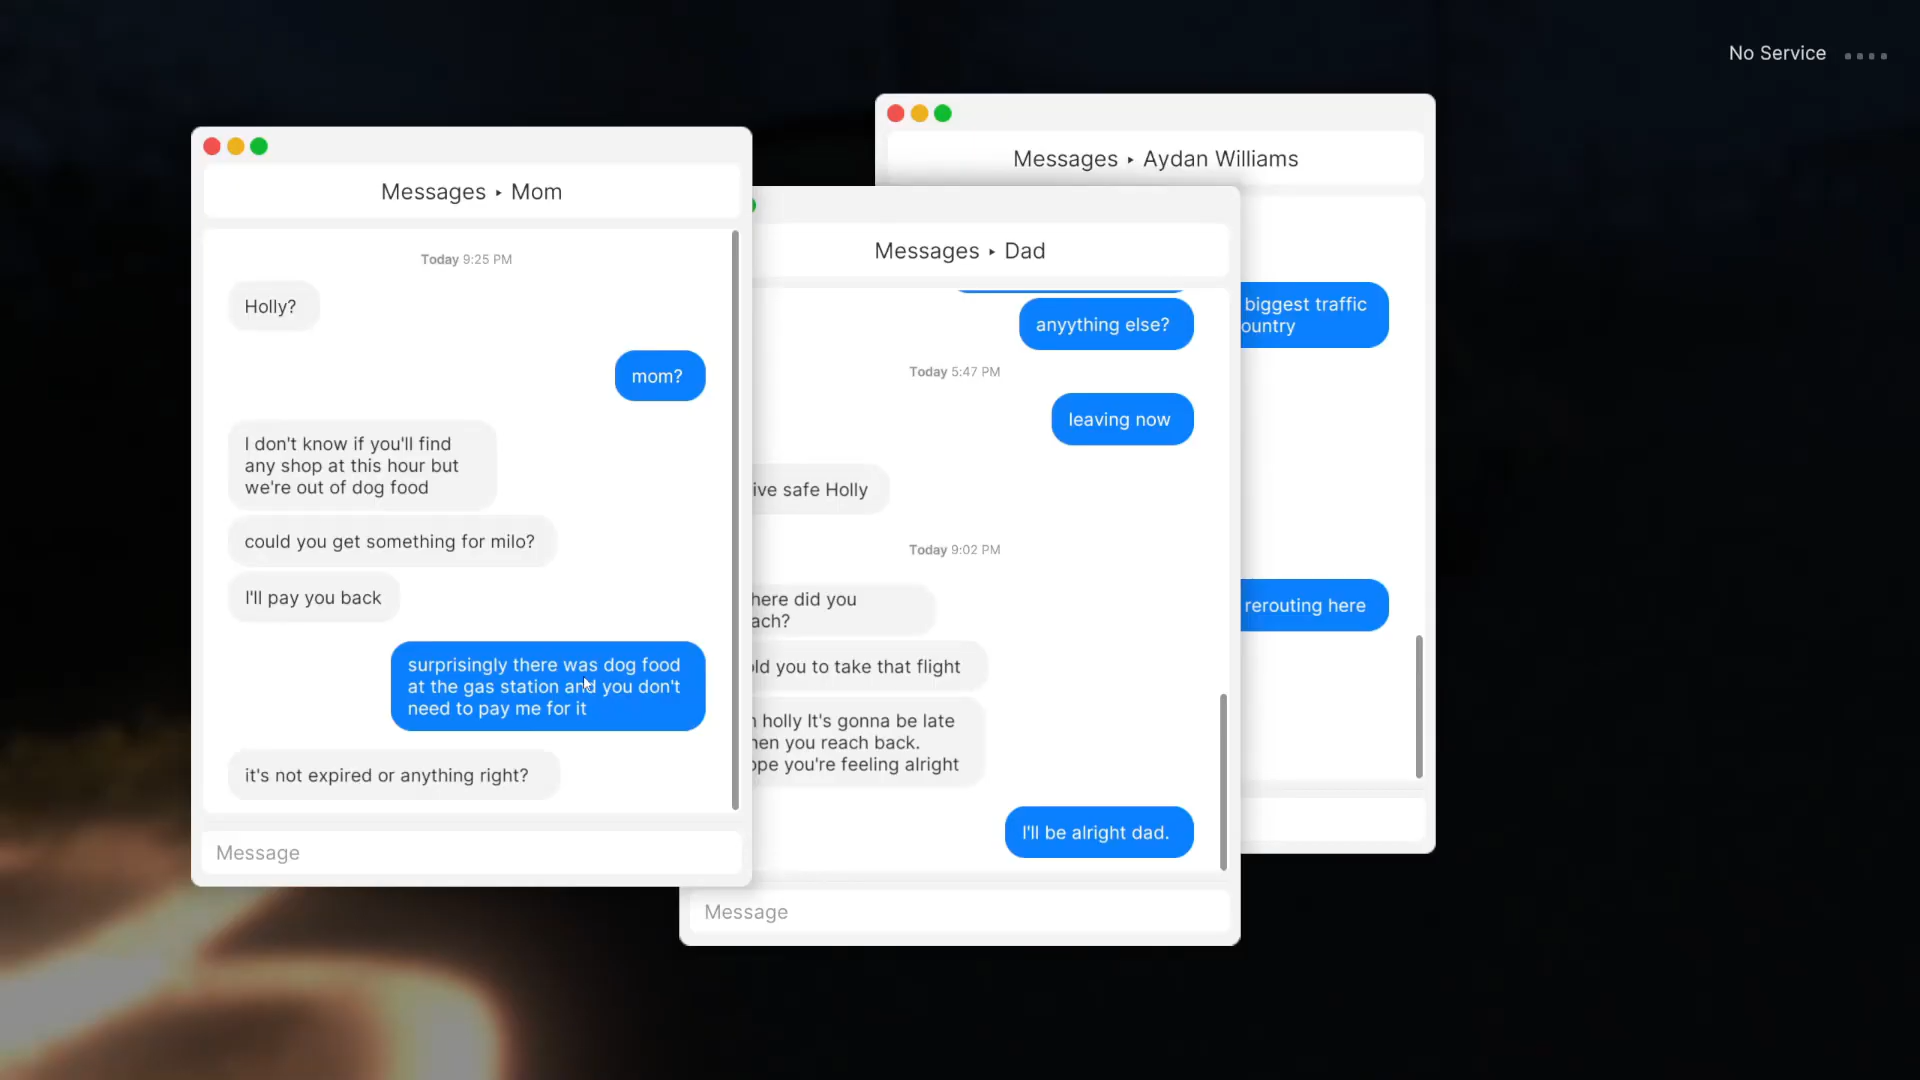 No Service
Messages ▸ Mom
Today 9:25 PM
Holly?
mom?
I don't know if you'll find
any shop at this hour but
we're out of dog food
could you get something for milo?
I'll pay you back
surprisingly there was dog food
at the gas station and you don't
need to pay me for it
it's not expired or anything right?
Message
Messages ▸ Dad
anyything else?
Today 5:47 PM
leaving now
ive safe Holly
Today 9:02 PM
here did you
ach?
ld you to take that flight
holly It's gonna be late
hen you reach back.
ope you're feeling alright
I'll be alright dad.
Message
Messages ▸ Aydan Williams
biggest traffic
ountry
rerouting here